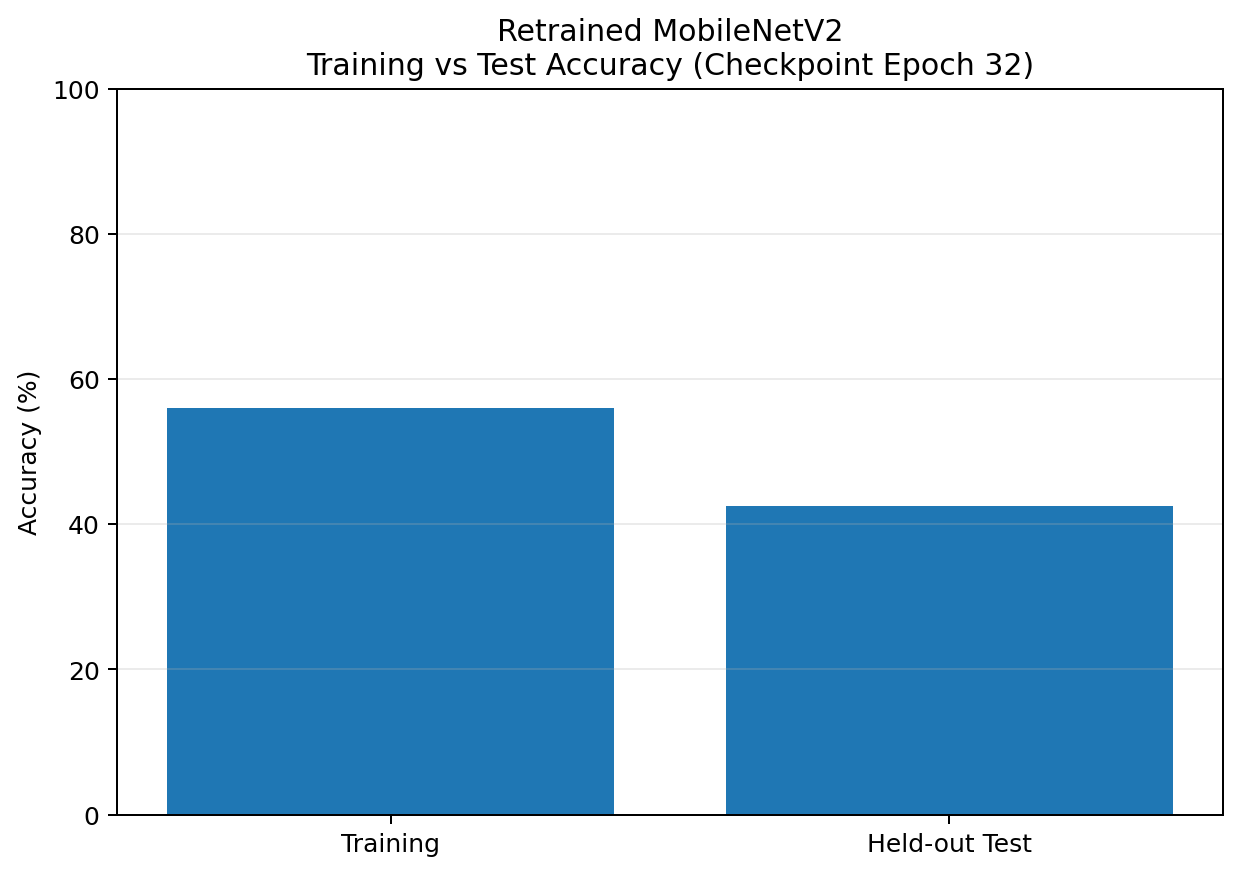 Retrained MobileNetV2
Training vs Test Accuracy (Checkpoint Epoch 32)
100
80
60
40
20
0
Accuracy (%)
Training
Held-out Test